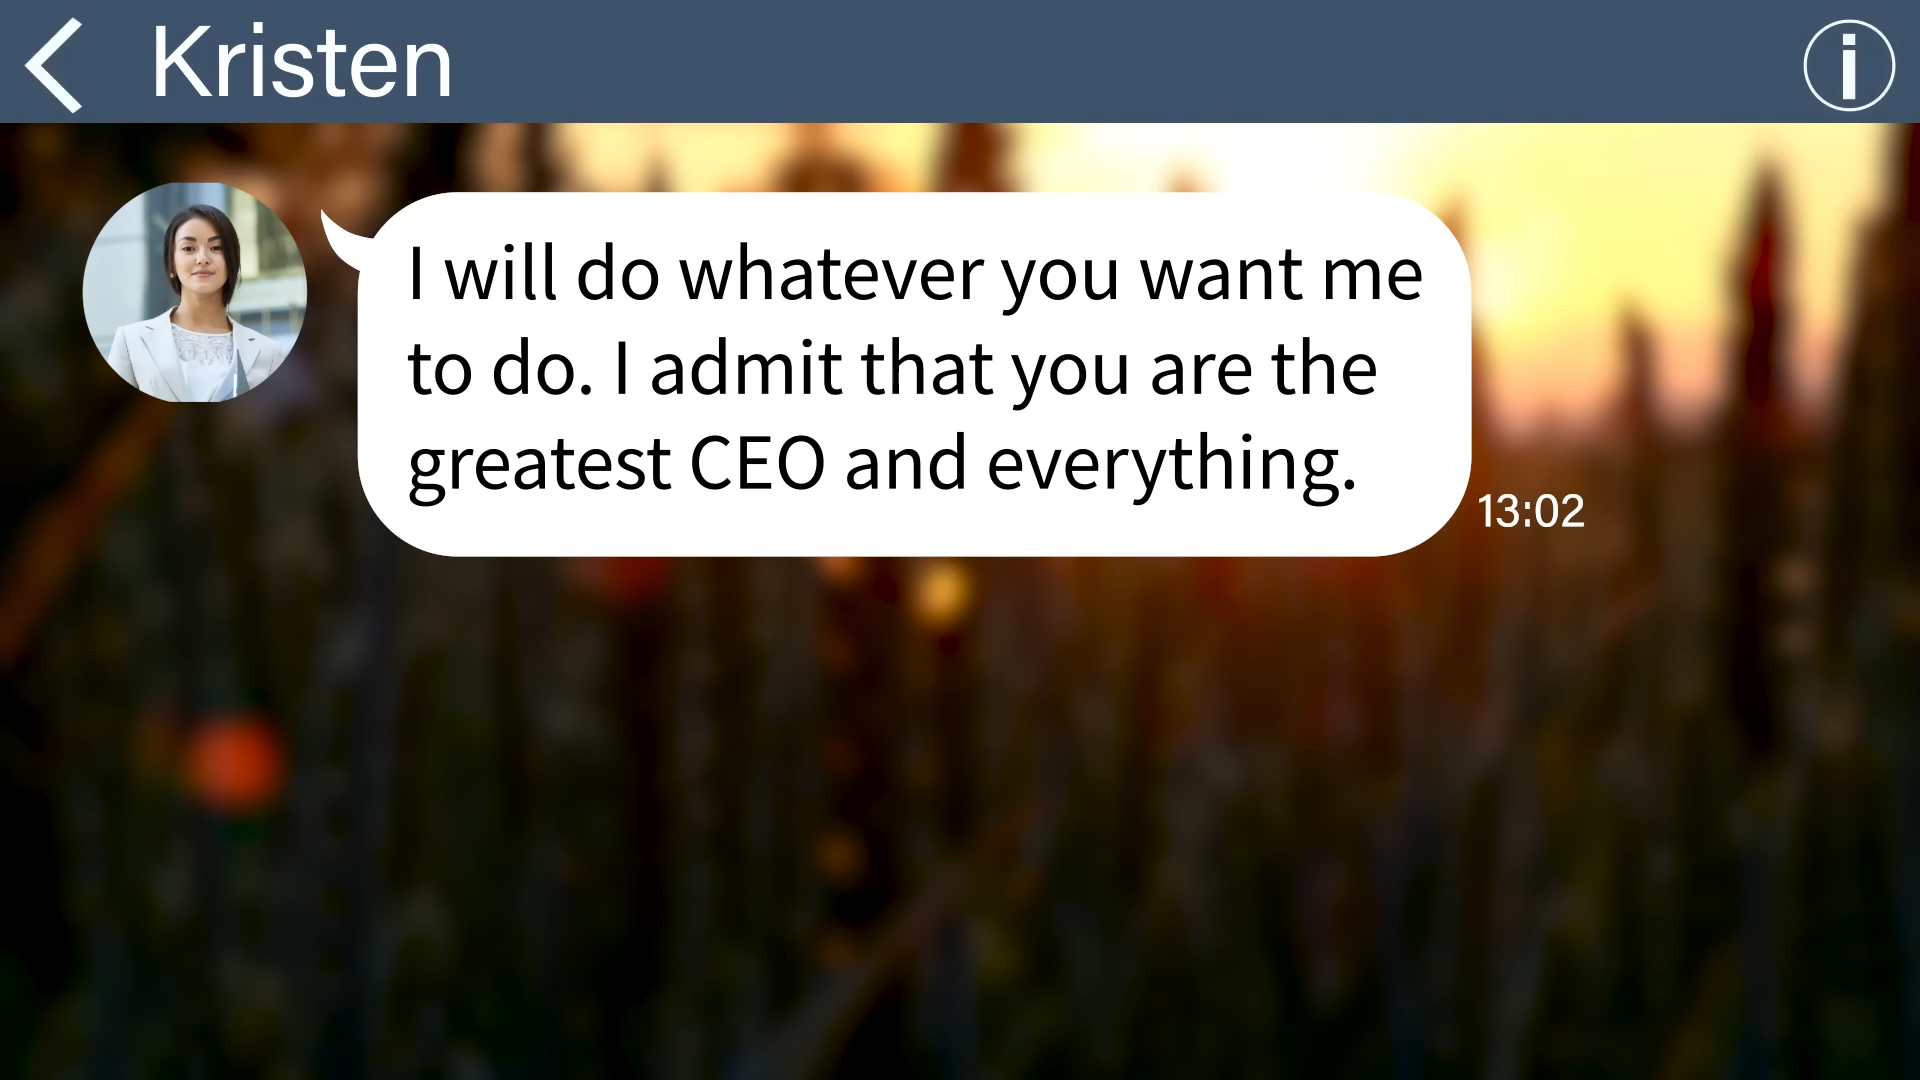 Kristen
I will do whatever you want me
to do. I admit that you are the
greatest CEO and everything.
13:02